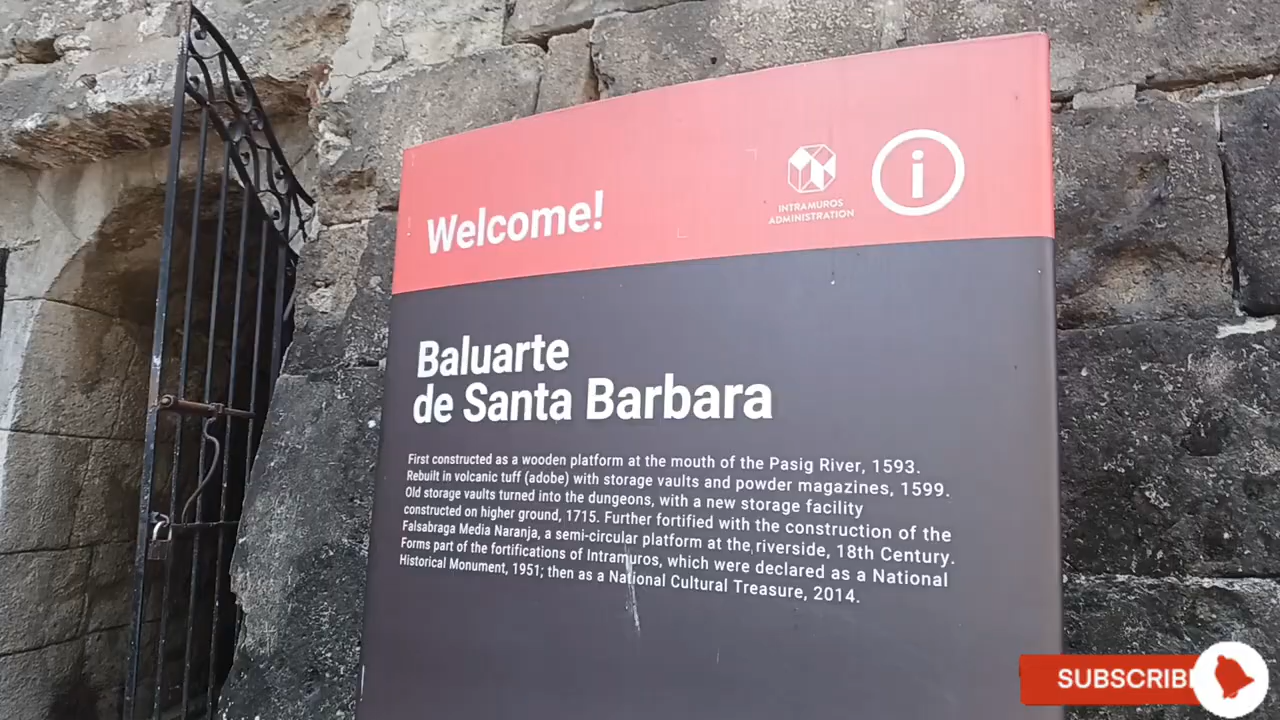 Welcome!
INTRAMUROS
ADMINISTRATION
i
Baluarte
de Santa Barbara
First constructed as a wooden platform at the mouth of the Pasig River, 1593.
Rebuilt in volcanic tuff (adobe) with storage vaults and powder magazines, 1599.
Old storage vaults turned into the dungeons, with a new storage facility
constructed on higher ground, 1715. Further fortified with the construction of the
Falsabraga Media Naranja, a semi-circular platform at the riverside, 18th Century.
Forms part of the fortifications of Intramuros, which were declared as a National
Historical Monument, 1951; then as a National Cultural Treasure, 2014.
SUBSCRIBE